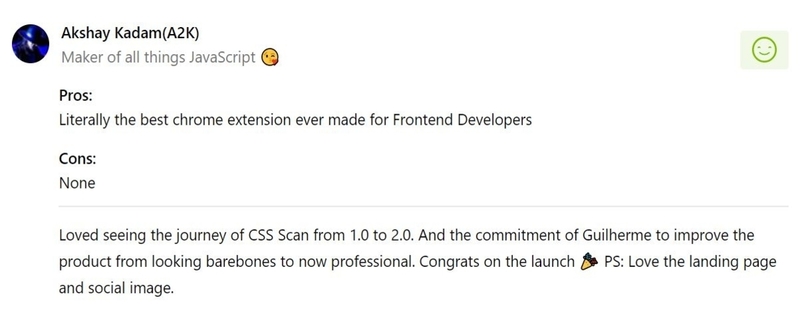 Akshay Kadam(A2K)
Maker of all things JavaScript 😘
Pros:
Literally the best chrome extension ever made for Frontend Developers
Cons:
None
Loved seeing the journey of CSS Scan from 1.0 to 2.0. And the commitment of Guilherme to improve the
product from looking barebones to now professional. Congrats on the launch 🎉 PS: Love the landing page
and social image.